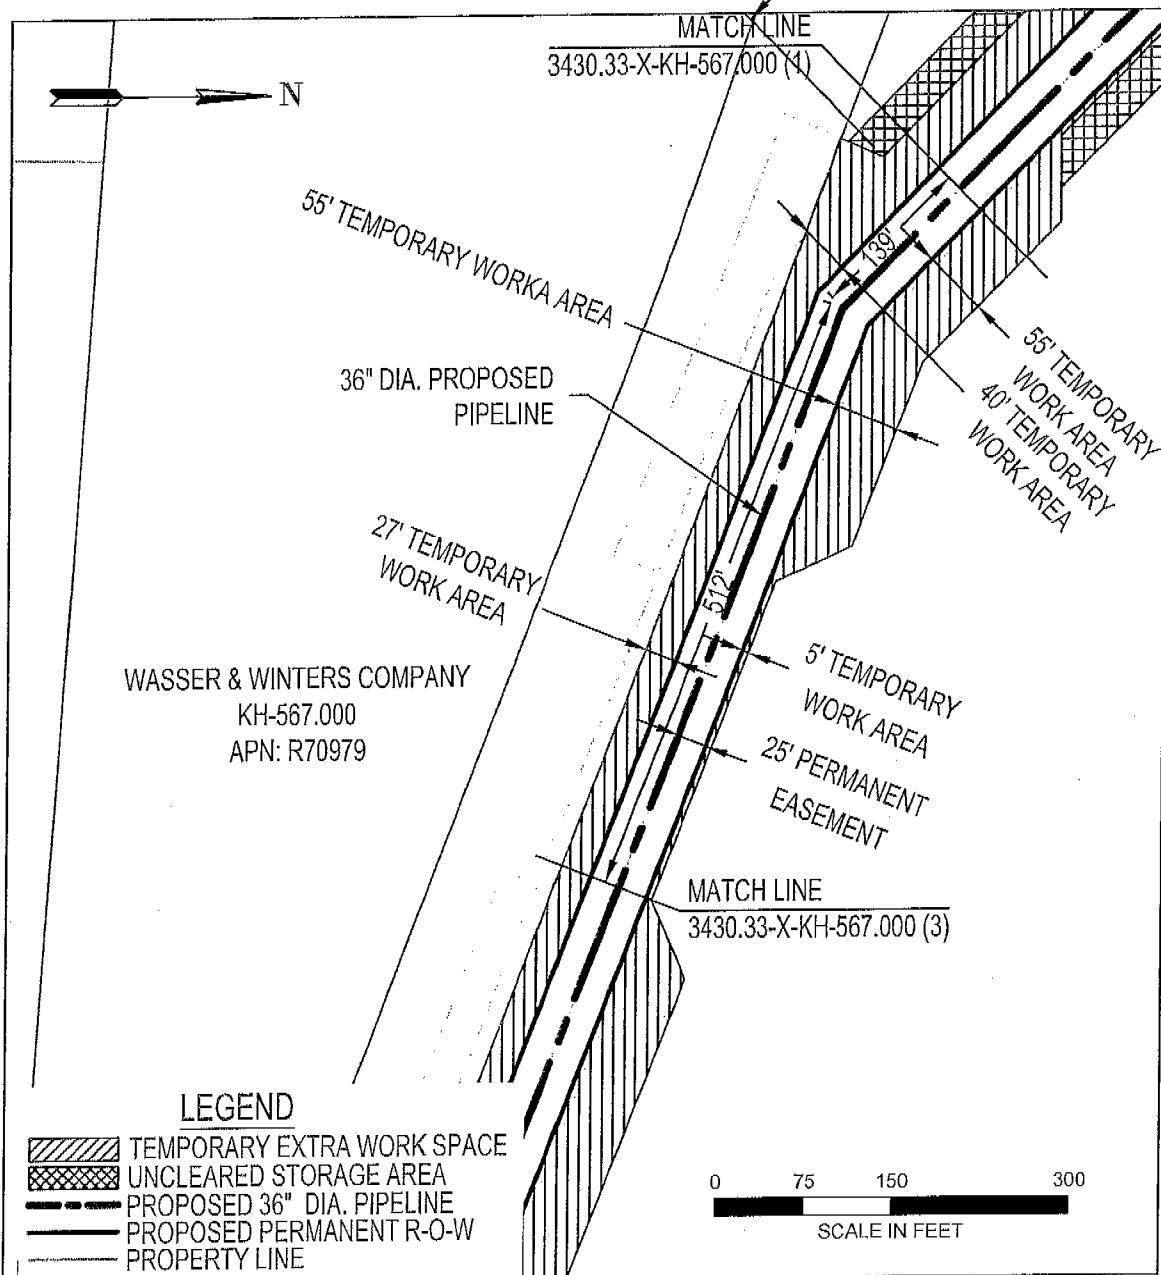 MATCH LINE
3430.33-X-KH-567.000 (1)
N
55' TEMPORARY WORKA AREA
139'
36" DIA. PROPOSED
PIPELINE
55' TEMPORARY
WORK AREA
40' TEMPORARY
WORK AREA
27' TEMPORARY
WORK AREA
512'
WASSER & WINTERS COMPANY
KH-567.000
APN: R70979
5' TEMPORARY
WORK AREA
25' PERMANENT
EASEMENT
MATCH LINE
3430.33-X-KH-567.000 (3)
LEGEND
TEMPORARY EXTRA WORK SPACE
UNCLEARED STORAGE AREA
PROPOSED 36" DIA. PIPELINE
PROPOSED PERMANENT R-O-W
PROPERTY LINE
0 75 150 300
SCALE IN FEET